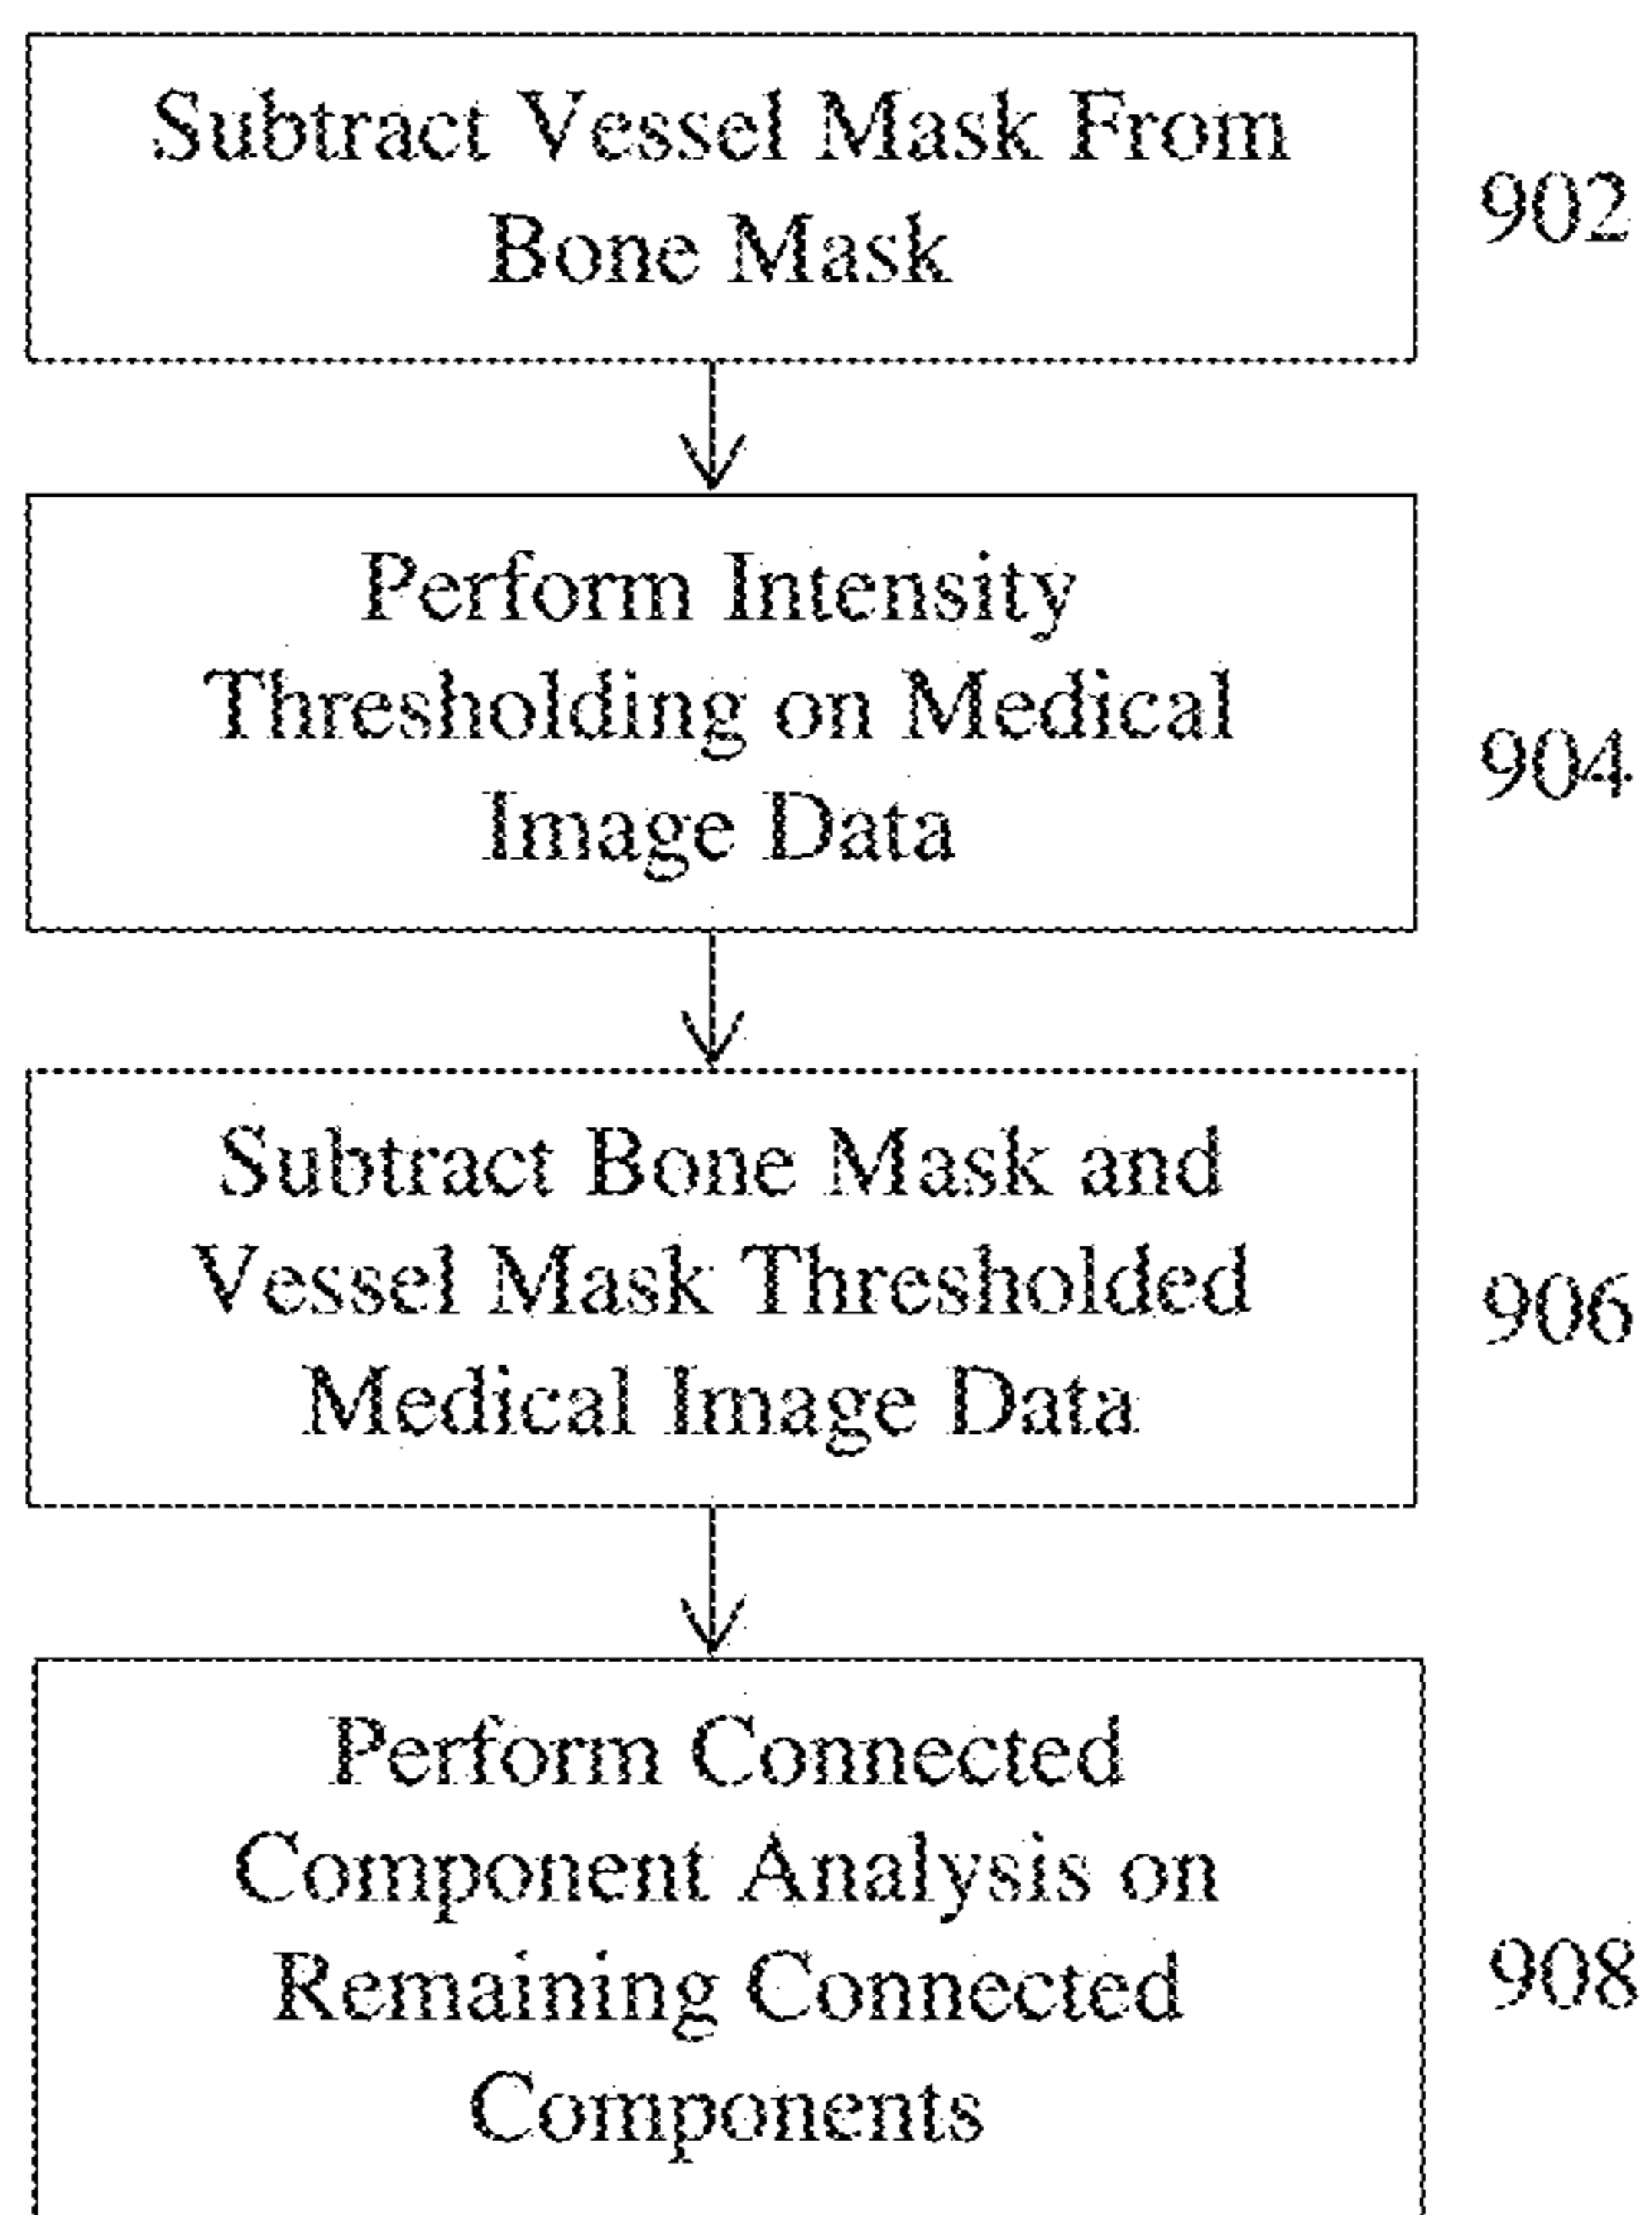 Subtract Vessel Mask From
Bone Mask
902
Perform Intensity
Thresholding on Medical
Image Data
904
Subtract Bone Mask and
Vessel Mask Thresholded
Medical Image Data
906
Perform Connected
Component Analysis on
Remaining Connected
Components
908